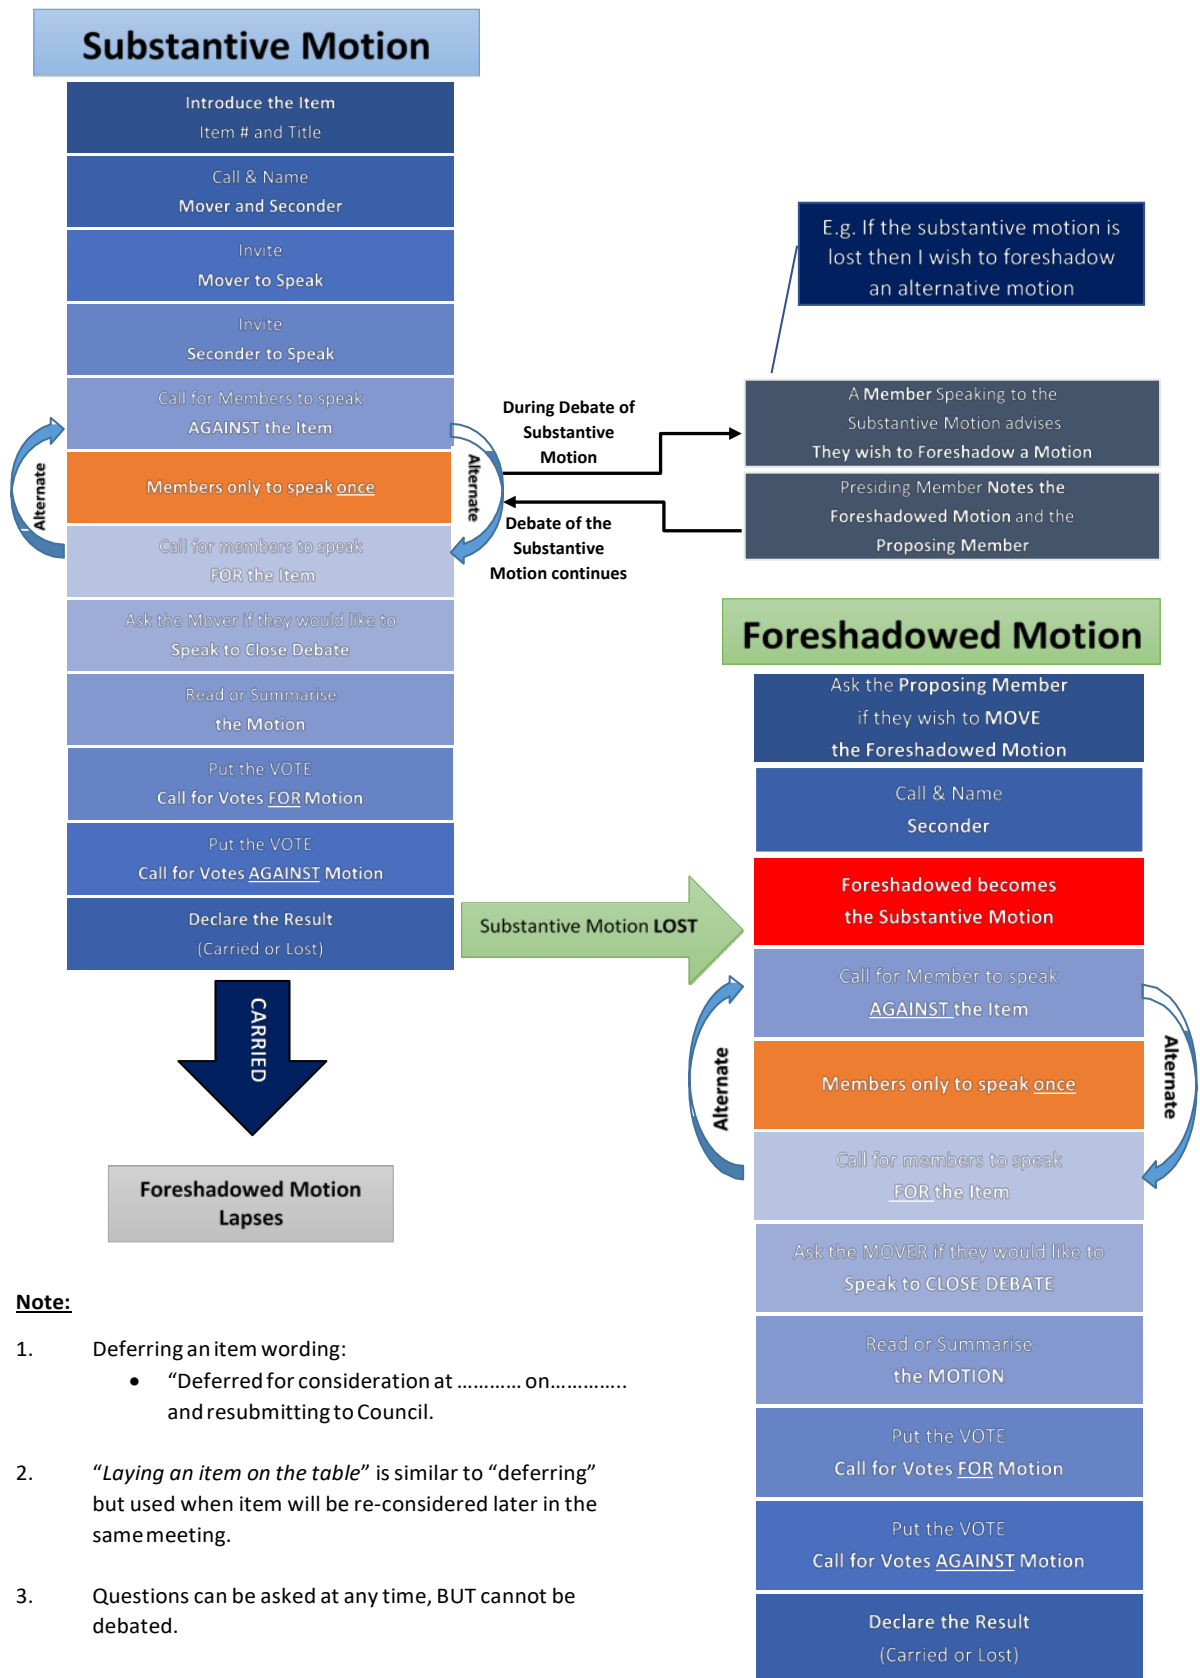 Substantive Motion
Introduce the Item
Item # and Title
Call & Name
Mover and Seconder
Invite
Mover to Speak
Invite
Seconder to Speak
Call for Members to speak
AGAINST the Item
Alternate
Members only to speak once
Alternate
Call for members to speak
FOR the Item
Ask the Mover if they would like to
Speak to Close Debate
Read or Summarise
the Motion
Put the VOTE
Call for Votes FOR Motion
Put the VOTE
Call for Votes AGAINST Motion
Declare the Result
(Carried or Lost)
CARRIED
Foreshadowed Motion
Lapses
During Debate of
Substantive
Motion
Debate of the
Substantive
Motion continues
E.g. If the substantive motion is
lost then I wish to foreshadow
an alternative motion
A Member Speaking to the
Substantive Motion advises
They wish to Foreshadow a Motion
Presiding Member Notes the
Foreshadowed Motion and the
Proposing Member
Substantive Motion LOST
Foreshadowed Motion
Ask the Proposing Member
if they wish to MOVE
the Foreshadowed Motion
Call & Name
Seconder
Foreshadowed becomes
the Substantive Motion
Call for Member to speak
AGAINST the Item
Alternate
Members only to speak once
Alternate
Call for members to speak
FOR the Item
Ask the MOVER if they would like to
Speak to CLOSE DEBATE
Read or Summarise
the MOTION
Put the VOTE
Call for Votes FOR Motion
Put the VOTE
Call for Votes AGAINST Motion
Declare the Result
(Carried or Lost)
Note:
1. Deferring an item wording:
• “Deferred for consideration at ………… on…………..
and resubmitting to Council.
2. “Laying an item on the table” is similar to “deferring”
but used when item will be re-considered later in the
same meeting.
3. Questions can be asked at any time, BUT cannot be
debated.